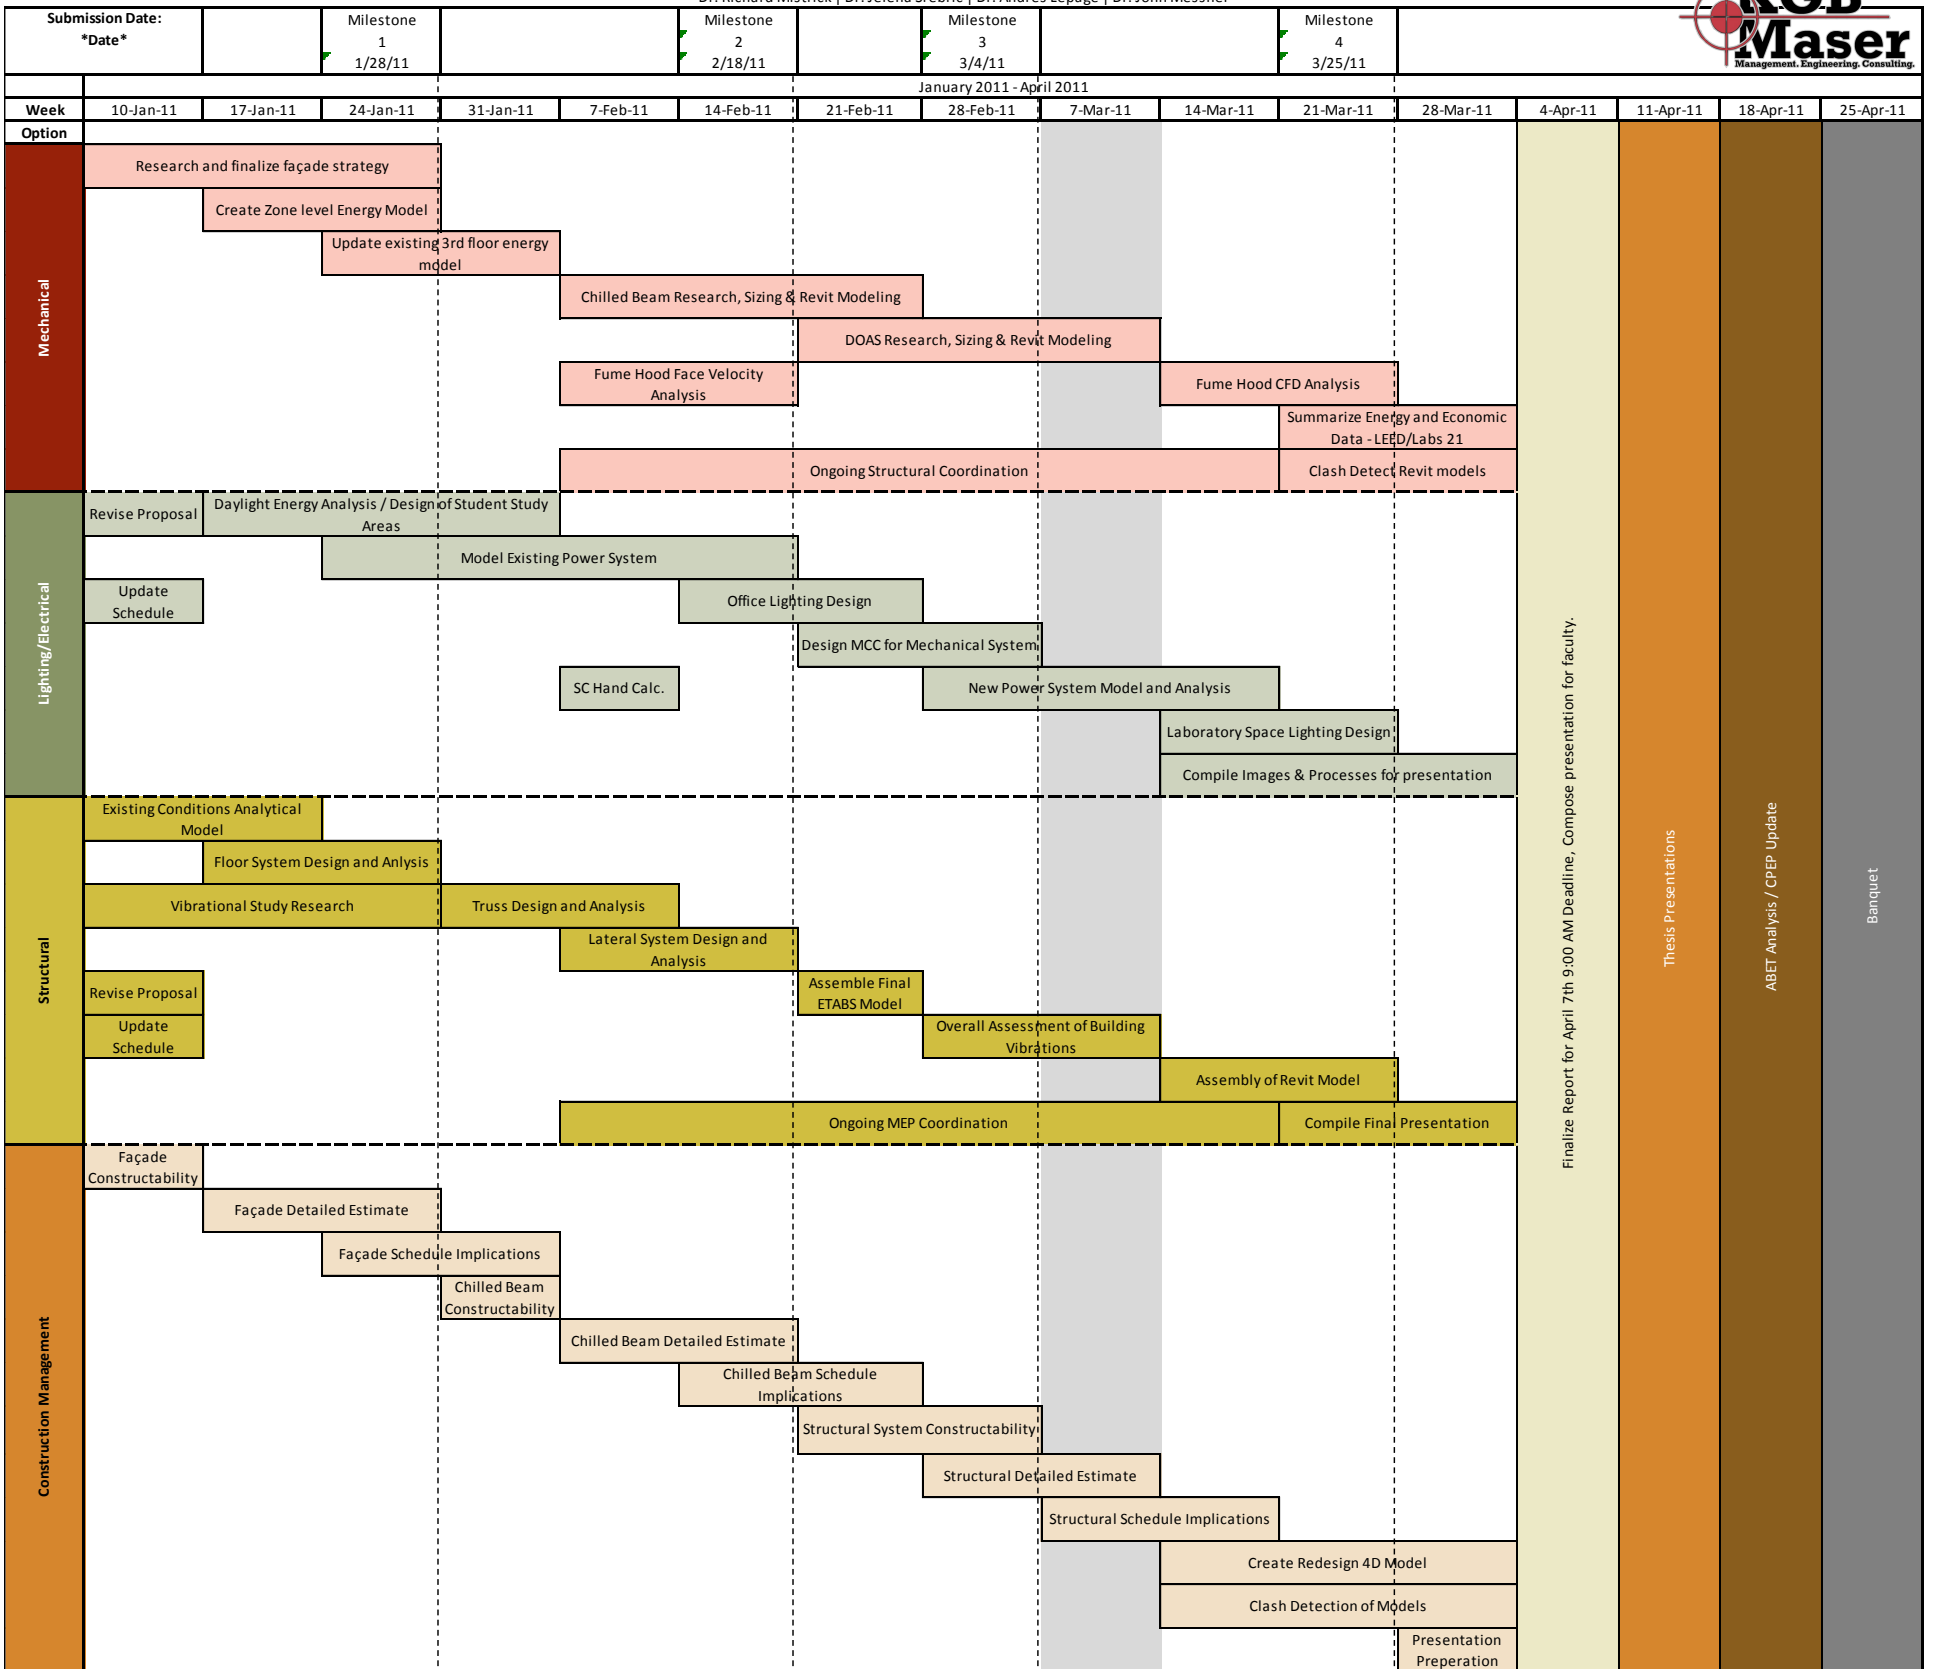 Dr. Richard Mistrick | Dr. Jelena Srebric | Dr. Andres Lepage | Dr. John Messner
KGB
Maser
Management. Engineering. Consulting.
Submission Date:
*Date*
Milestone
1
1/28/11
Milestone
2
2/18/11
Milestone
3
3/4/11
Milestone
4
3/25/11
January 2011 - April 2011
Week 10-Jan-11 17-Jan-11 24-Jan-11 31-Jan-11 7-Feb-11 14-Feb-11 21-Feb-11 28-Feb-11 7-Mar-11 14-Mar-11 21-Mar-11 28-Mar-11 4-Apr-11 11-Apr-11 18-Apr-11 25-Apr-11
Option
Mechanical
Research and finalize façade strategy
Create Zone level Energy Model
Update existing 3rd floor energy
model
Chilled Beam Research, Sizing & Revit Modeling
DOAS Research, Sizing & Revit Modeling
Fume Hood Face Velocity
Analysis
Fume Hood CFD Analysis
Summarize Energy and Economic
Data - LEED/Labs 21
Ongoing Structural Coordination
Clash Detect Revit models
Lighting/Electrical
Revise Proposal
Daylight Energy Analysis / Design of Student Study
Areas
Model Existing Power System
Update
Schedule
Office Lighting Design
Design MCC for Mechanical System
SC Hand Calc.
New Power System Model and Analysis
Laboratory Space Lighting Design
Compile Images & Processes for presentation
Structural
Existing Conditions Analytical
Model
Floor System Design and Anlysis
Vibrational Study Research
Truss Design and Analysis
Lateral System Design and
Analysis
Revise Proposal
Assemble Final
ETABS Model
Update
Schedule
Overall Assessment of Building
Vibrations
Assembly of Revit Model
Ongoing MEP Coordination
Compile Final Presentation
Construction Management
Façade
Constructability
Façade Detailed Estimate
Façade Schedule Implications
Chilled Beam
Constructability
Chilled Beam Detailed Estimate
Chilled Beam Schedule
Implications
Structural System Constructability
Structural Detailed Estimate
Structural Schedule Implications
Create Redesign 4D Model
Clash Detection of Models
Presentation
Preperation
Finalize Report for April 7th 9:00 AM Deadline, Compose presentation for faculty.
Thesis Presentations
ABET Analysis / CPEP Update
Banquet